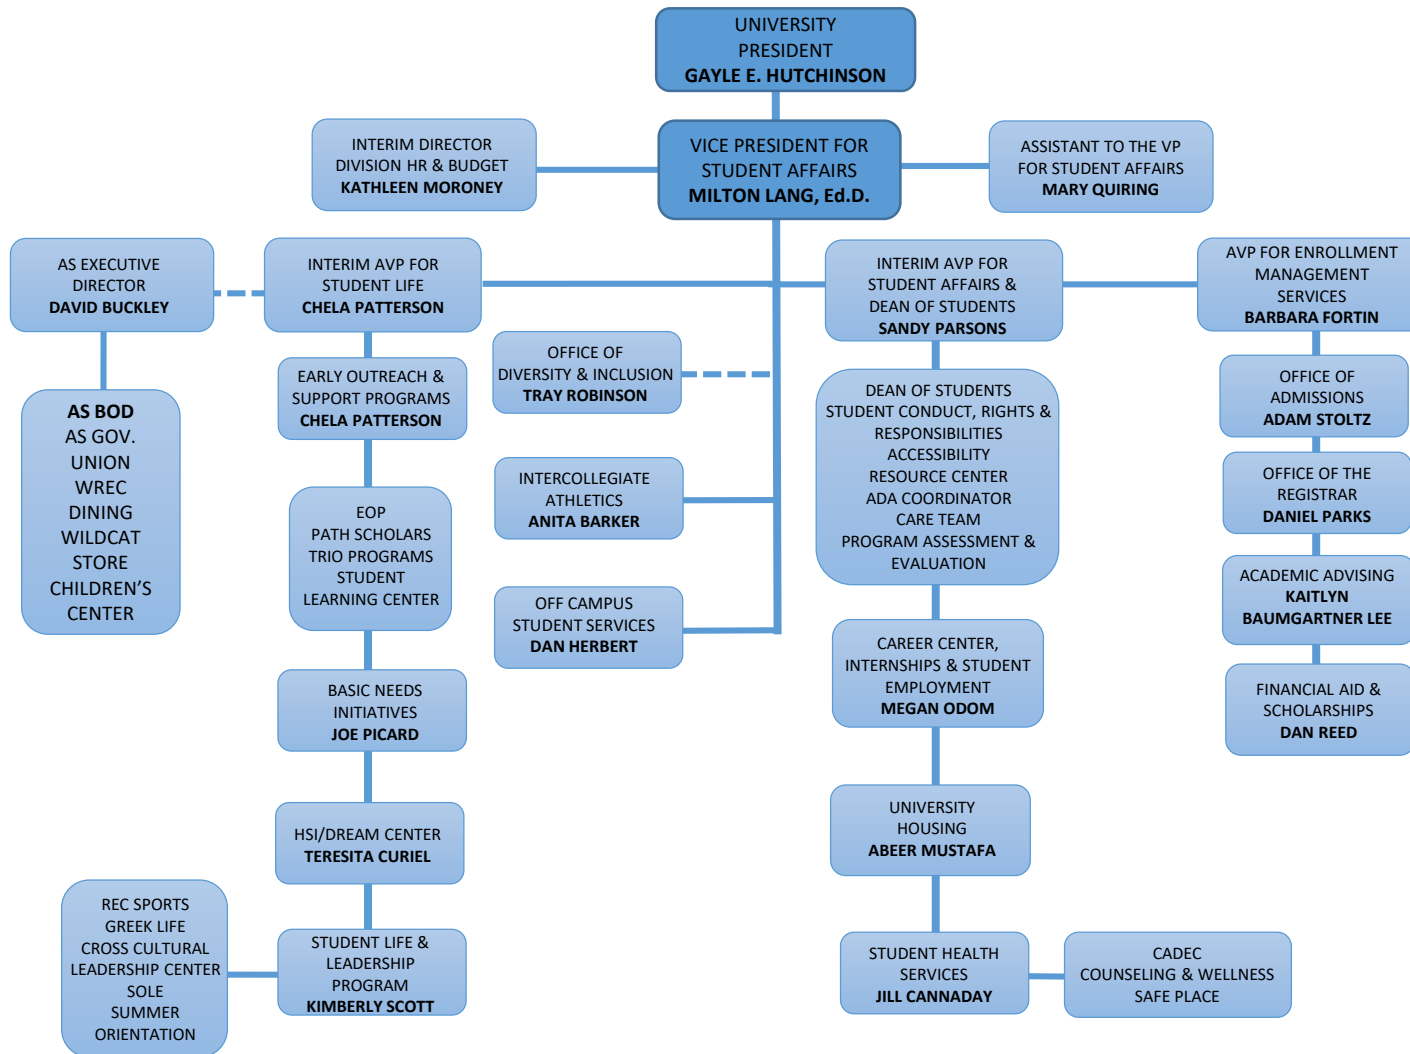 UNIVERSITY
PRESIDENT
GAYLE E. HUTCHINSON
INTERIM DIRECTOR
DIVISION HR & BUDGET
KATHLEEN MORONEY
VICE PRESIDENT FOR
STUDENT AFFAIRS
MILTON LANG, Ed.D.
ASSISTANT TO THE VP
FOR STUDENT AFFAIRS
MARY QUIRING
AS EXECUTIVE
DIRECTOR
DAVID BUCKLEY
INTERIM AVP FOR
STUDENT LIFE
CHELA PATTERSON
INTERIM AVP FOR
STUDENT AFFAIRS &
DEAN OF STUDENTS
SANDY PARSONS
AVP FOR ENROLLMENT
MANAGEMENT
SERVICES
BARBARA FORTIN
AS BOD
AS GOV.
UNION
WREC
DINING
WILDCAT
STORE
CHILDREN’S
CENTER
EARLY OUTREACH &
SUPPORT PROGRAMS
CHELA PATTERSON
EOP
PATH SCHOLARS
TRIO PROGRAMS
STUDENT
LEARNING CENTER
BASIC NEEDS
INITIATIVES
JOE PICARD
HSI/DREAM CENTER
TERESITA CURIEL
STUDENT LIFE &
LEADERSHIP
PROGRAM
KIMBERLY SCOTT
REC SPORTS
GREEK LIFE
CROSS CULTURAL
LEADERSHIP CENTER
SOLE
SUMMER
ORIENTATION
OFFICE OF
DIVERSITY & INCLUSION
TRAY ROBINSON
INTERCOLLEGIATE
ATHLETICS
ANITA BARKER
OFF CAMPUS
STUDENT SERVICES
DAN HERBERT
DEAN OF STUDENTS
STUDENT CONDUCT, RIGHTS &
RESPONSIBILITIES
ACCESSIBILITY
RESOURCE CENTER
ADA COORDINATOR
CARE TEAM
PROGRAM ASSESSMENT &
EVALUATION
CAREER CENTER,
INTERNSHIPS & STUDENT
EMPLOYMENT
MEGAN ODOM
UNIVERSITY
HOUSING
ABEER MUSTAFA
STUDENT HEALTH
SERVICES
JILL CANNADAY
CADEC
COUNSELING & WELLNESS
SAFE PLACE
OFFICE OF
ADMISSIONS
ADAM STOLTZ
OFFICE OF THE
REGISTRAR
DANIEL PARKS
ACADEMIC ADVISING
KAITLYN
BAUMGARTNER LEE
FINANCIAL AID &
SCHOLARSHIPS
DAN REED